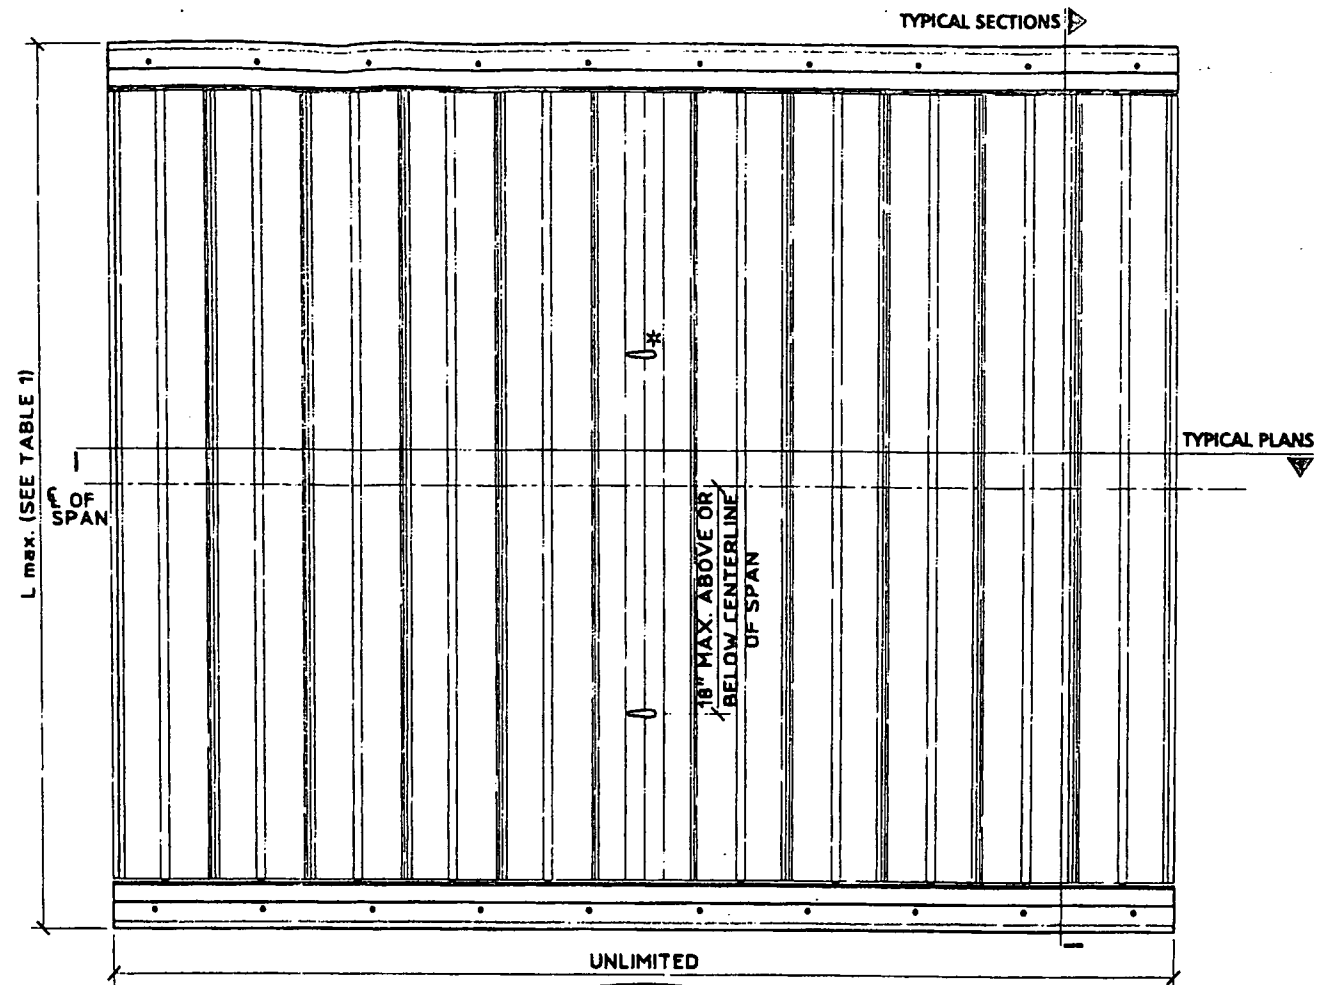 TYPICAL SECTIONS
L max. (SEE TABLE 1)
TYPICAL PLANS
℄ OF
SPAN
18" MAX. ABOVE OR
BELOW CENTERLINE
OF SPAN
*
UNLIMITED